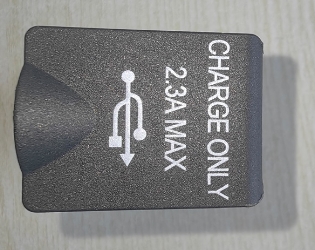 CHARGE ONLY
2.3A MAX